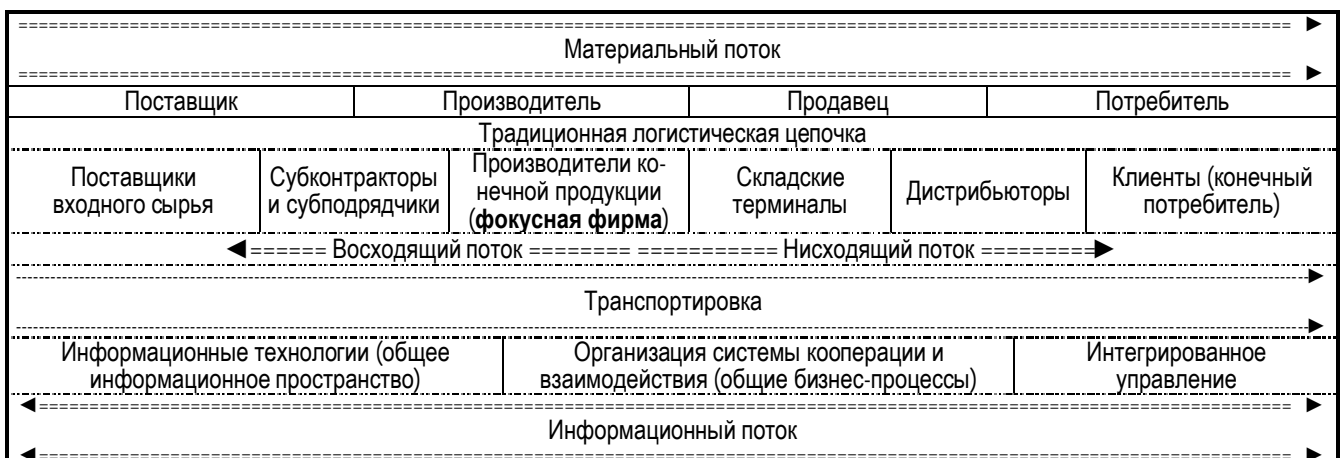 Материальный поток
Поставщик Производитель Продавец Потребитель
Традиционная логистическая цепочка
Поставщики
входного сырья
Субконтракторы
и субподрядчики
Производители ко-
нечной продукции
(фокусная фирма)
Складские
терминалы
Дистрибьюторы
Клиенты (конечный
потребитель)
◄====== Восходящий поток ======== =========== Нисходящий поток =========►
Транспортировка
Информационные технологии (общее
информационное пространство)
Организация системы кооперации и
взаимодействия (общие бизнес-процессы)
Интегрированное
управление
Информационный поток